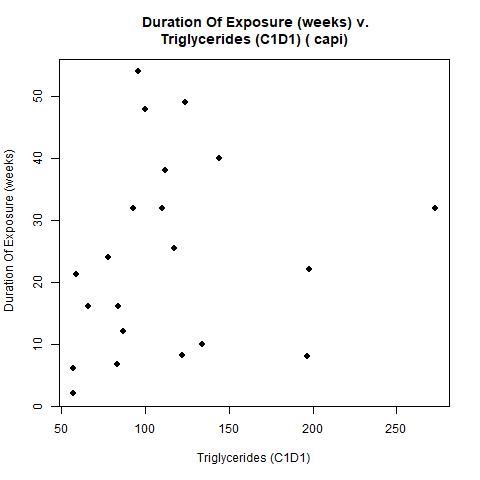 Duration Of Exposure (weeks) v.
Triglycerides (C1D1) ( capi)
Duration Of Exposure (weeks)
50
40
30
20
10
0
50 100 150 200 250
Triglycerides (C1D1)